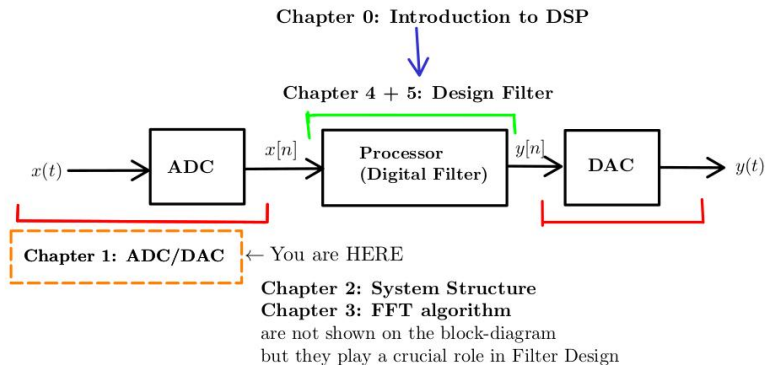 Chapter 0: Introduction to DSP
Chapter 4 + 5: Design Filter
x(t)
ADC
x[n]
Processor
(Digital Filter)
y[n]
DAC
y(t)
Chapter 1: ADC/DAC
← You are HERE
Chapter 2: System Structure
Chapter 3: FFT algorithm
are not shown on the block-diagram
but they play a crucial role in Filter Design